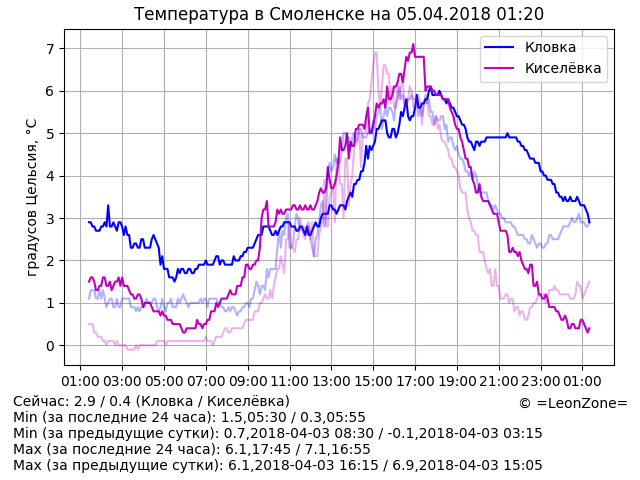 Температура в Смоленске на 05.04.2018 01:20
Кловка
Киселёвка
градусов Цельсия, °C
7
6
5
4
3
2
1
0
01:00 03:00 05:00 07:00 09:00 11:00 13:00 15:00 17:00 19:00 21:00 23:00 01:00
Сейчас: 2.9 / 0.4 (Кловка / Киселёвка)
© =LeonZone=
Min (за последние 24 часа): 1.5,05:30 / 0.3,05:55
Min (за предыдущие сутки): 0.7,2018-04-03 08:30 / -0.1,2018-04-03 03:15
Max (за последние 24 часа): 6.1,17:45 / 7.1,16:55
Max (за предыдущие сутки): 6.1,2018-04-03 16:15 / 6.9,2018-04-03 15:05